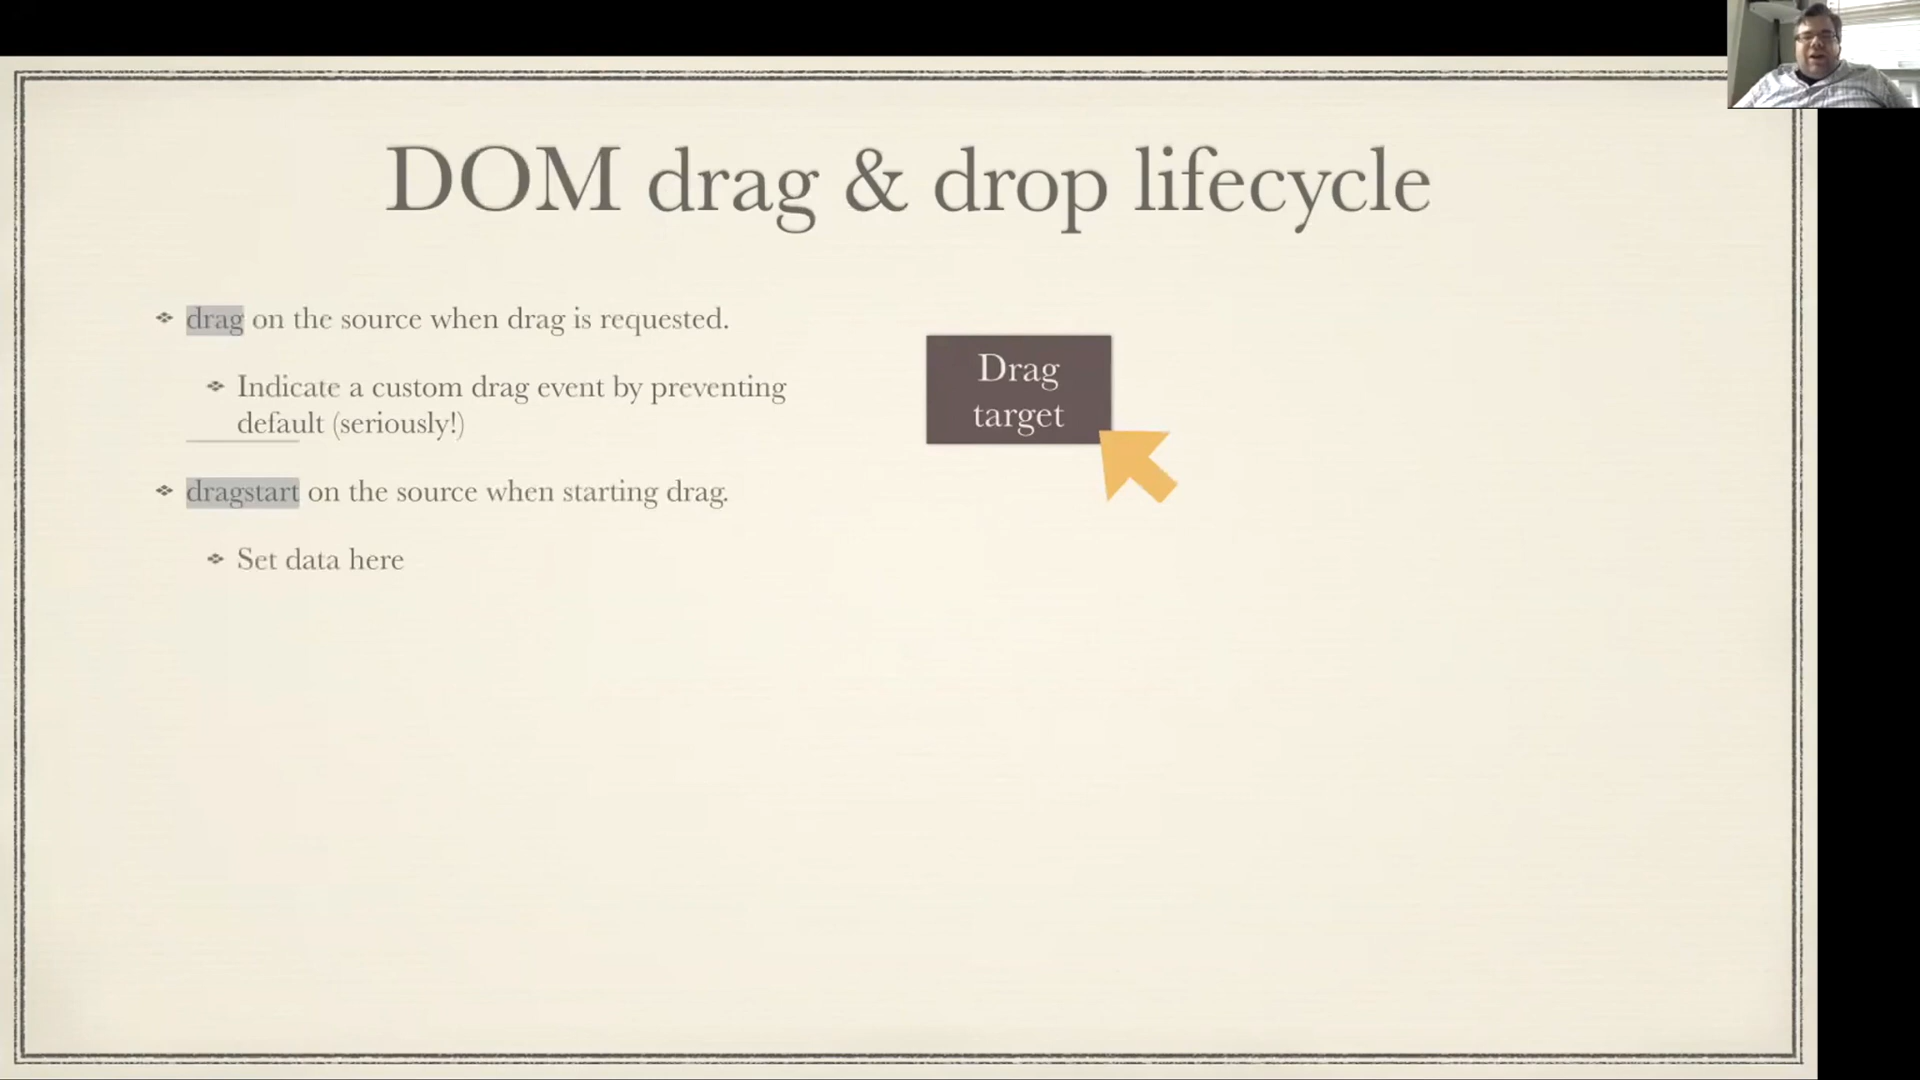 DOM drag & drop lifecycle
drag on the source when drag is requested.
Indicate a custom drag event by preventing
default (seriously!)
dragstart on the source when starting drag.
Set data here
Drag
target